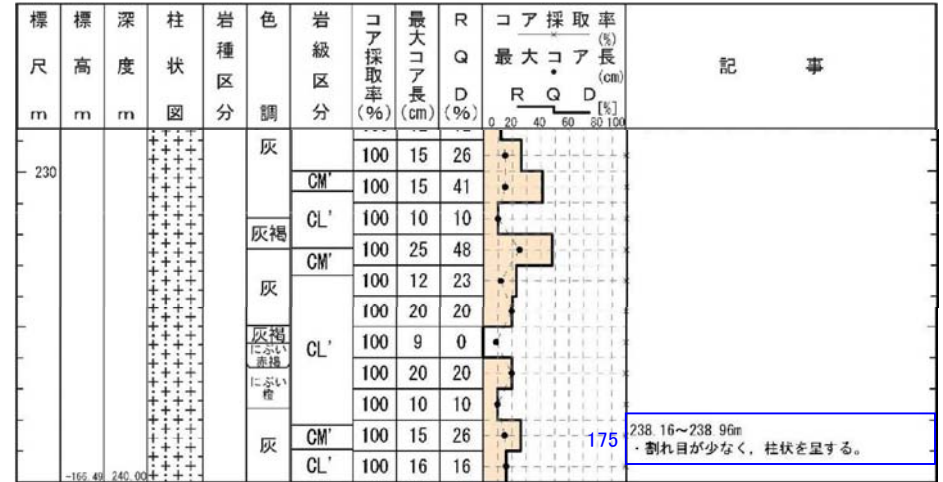 標尺m 標高m 深度m 柱状図 岩種区分 色調 岩級区分 コア採取率(%) 最大コア長(cm) RQD(%) コア採取率(%) 最大コア長(cm) RQD[%] 記事
0 20 40 60 80 100
灰
100 15 26
230
CM' 100 15 41
CL' 100 10 10
灰褐
100 25 48
CM'
灰 100 12 23
100 20 20
灰褐
CL' 100 9 0
にぶい赤褐
100 20 20
にぶい橙
100 10 10
175 238.16～238.96m
灰 CM' 100 15 26
・割れ目が少なく，柱状を呈する。
CL' 100 16 16
-166.49 240.00